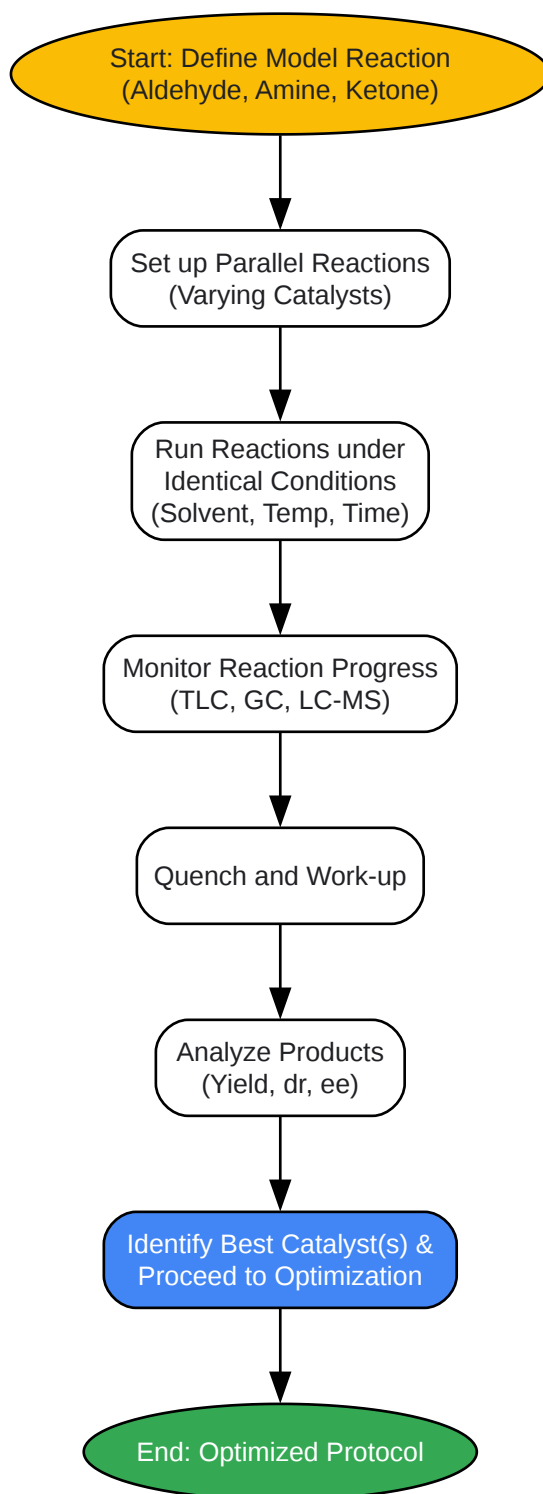 Start: Define Model Reaction
(Aldehyde, Amine, Ketone)
Set up Parallel Reactions
(Varying Catalysts)
Run Reactions under
Identical Conditions
(Solvent, Temp, Time)
Monitor Reaction Progress
(TLC, GC, LC-MS)
Quench and Work-up
Analyze Products
(Yield, dr, ee)
Identify Best Catalyst(s) &
Proceed to Optimization
End: Optimized Protocol